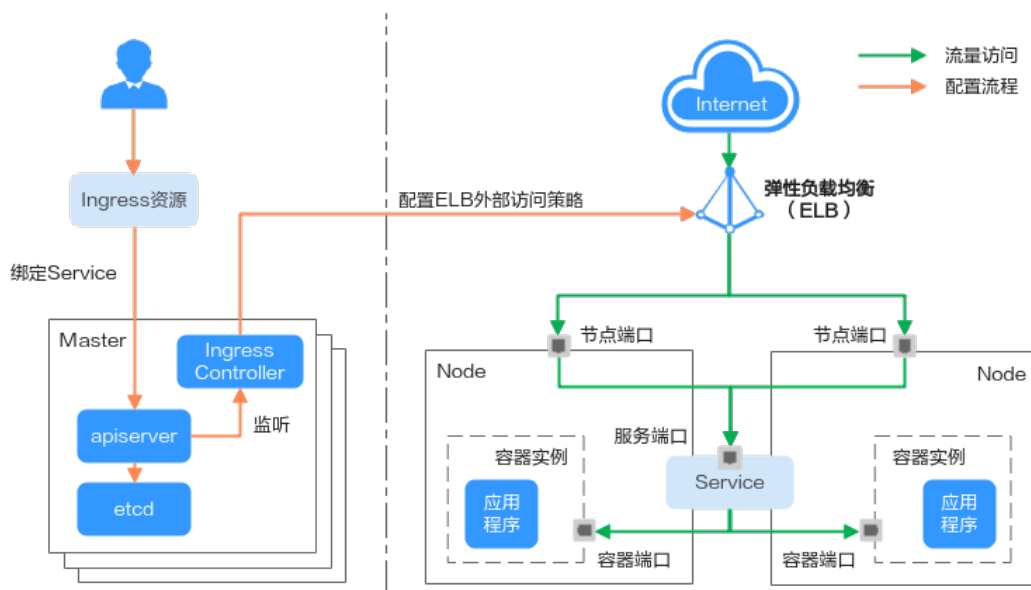 流量访问
配置流程
Internet
Ingress资源
配置ELB外部访问策略
弹性负载均衡
（ELB）
绑定Service
Master
Ingress
Controller
节点端口
节点端口
Node
Node
apiserver
监听
服务端口
容器实例
容器实例
Service
etcd
应用
程序
应用
程序
容器端口
容器端口